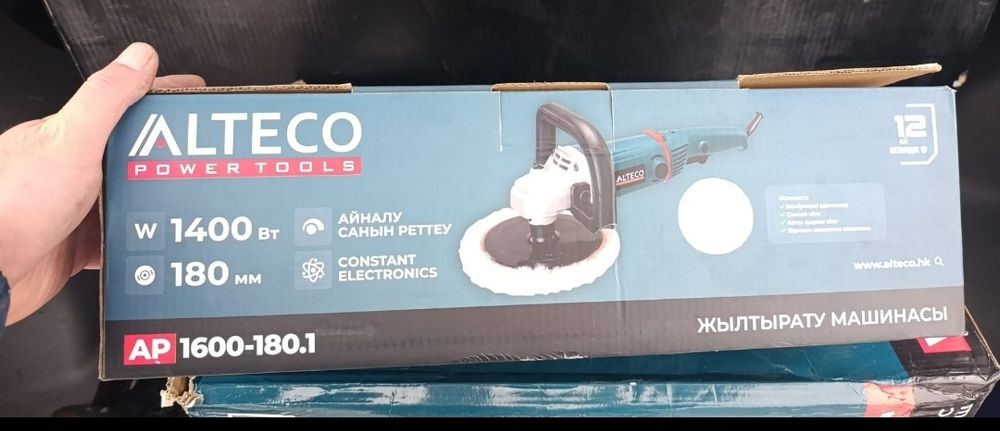 ALTECO
POWER TOOLS
W 1400 Вт
180 мм
АЙНАЛУ
САНЫН РЕТТЕУ
CONSTANT
ELECTRONICS
AP 1600-180.1
ALTECO
12
АЙ
www.alteco.hk
ЖЫЛТЫРАТУ МАШИНАСЫ